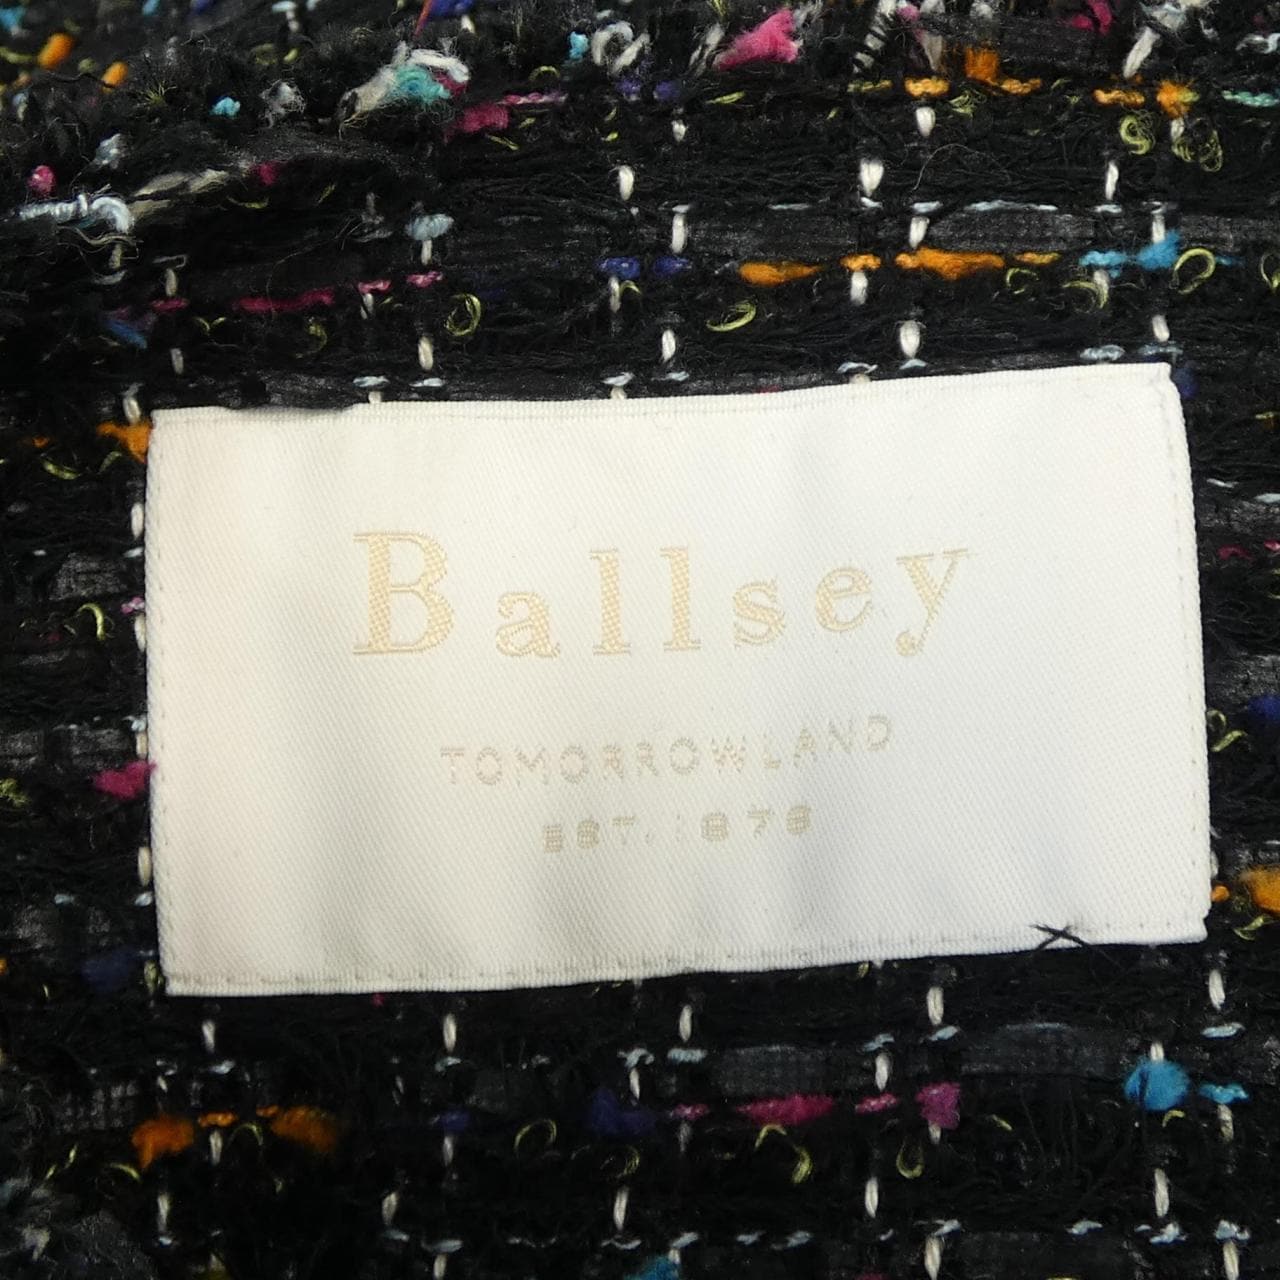 Ballsey
TOMORROWLAND
EST. 1978